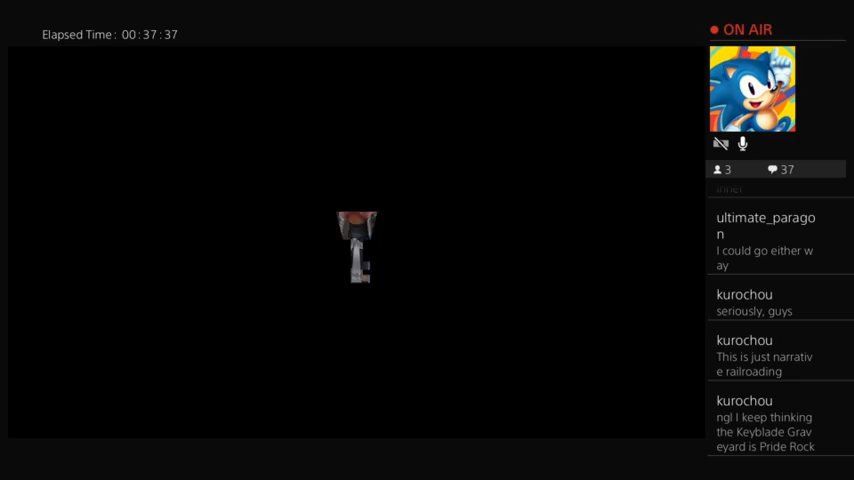 Elapsed Time: 00:37:37
ON AIR
3
37
ultimate_parago
n
I could go either w
ay
kurochou
seriously, guys
kurochou
This is just narrativ
e railroading
kurochou
ngl I keep thinking
the Keyblade Grav
eyard is Pride Rock